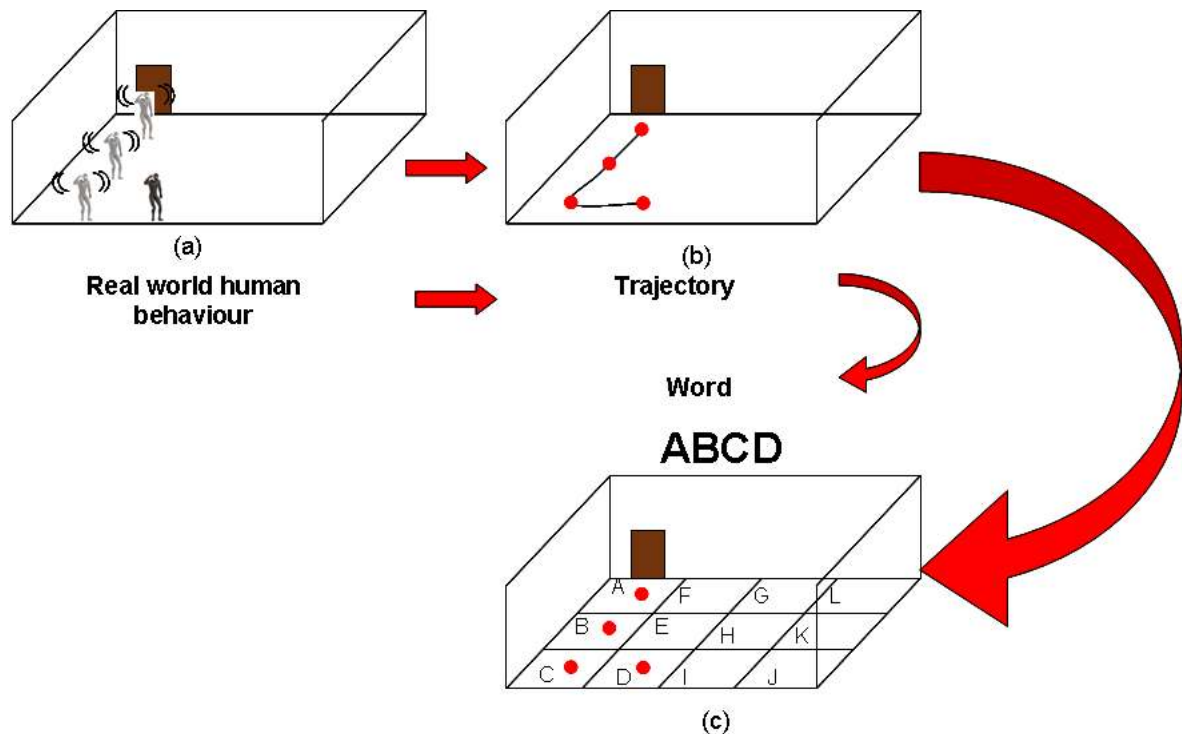 (a)
(b)
Real world human
behaviour
Trajectory
Word
ABCD
A F G L
B E H K
C D I J
(c)